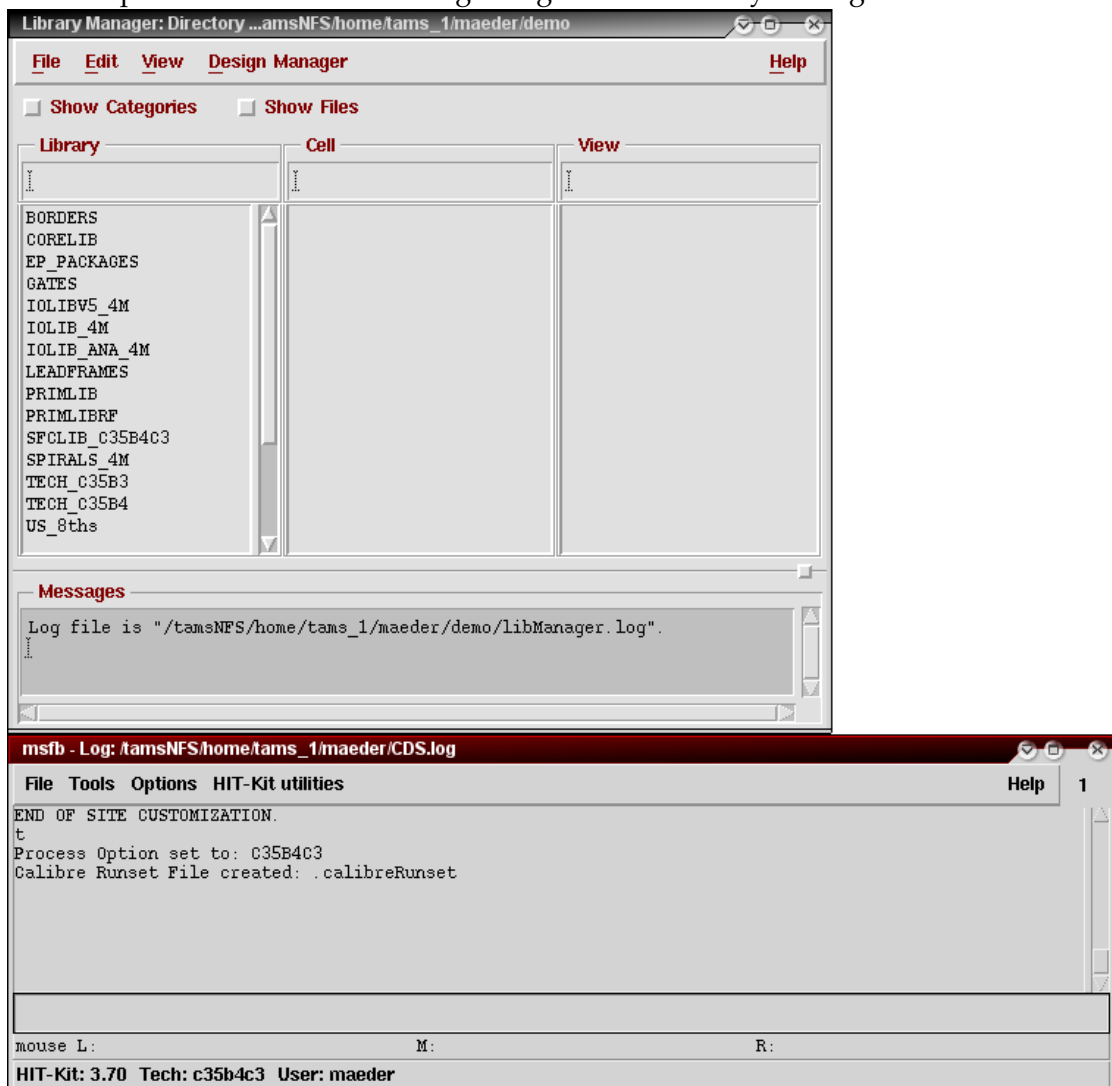 Library Manager: Directory ...amsNFS/home/tams_1/maeder/demo
File Edit View Design Manager Help
Show Categories Show Files
Library Cell View
BORDERS
CORELIB
EP_PACKAGES
GATES
IOLIBV5_4M
IOLIB_4M
IOLIB_ANA_4M
LEADFRAMES
PRIMLIB
PRIMLIBRF
SFCLIB_C35B4C3
SPIRALS_4M
TECH_C35B3
TECH_C35B4
US_8ths
Messages
Log file is "/tamsNFS/home/tams_1/maeder/demo/libManager.log".
msfb - Log: /tamsNFS/home/tams_1/maeder/CDS.log
File Tools Options HIT-Kit utilities Help 1
END OF SITE CUSTOMIZATION.
t
Process Option set to: C35B4C3
Calibre Runset File created: .calibreRunset
mouse L: M: R:
HIT-Kit: 3.70 Tech: c35b4c3 User: maeder